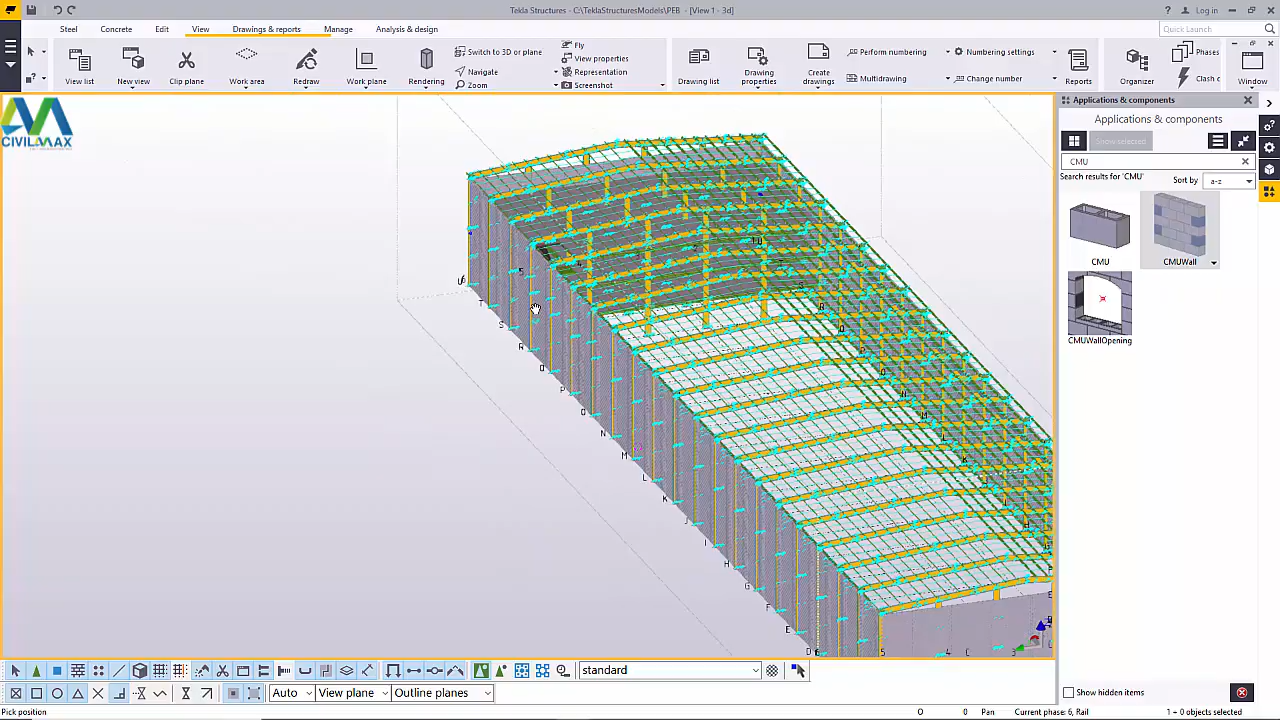 Tekla Structures - C:\TeklaStructuresModels\PEB - [View 1 - 3d]
? Log in
Steel Concrete Edit View Drawings & reports Manage Analysis & design
Quick Launch
View list New view Clip plane Work area Redraw Work plane Rendering
Switch to 3D or plane
Navigate
Zoom
Fly
View properties
Representation
Screenshot
Drawing list Drawing properties Create drawings
Perform numbering
Multidrawing
Numbering settings
Change number
Reports Organizer
Phases
Clash c
Window
CIVILMAX
Applications & components
Applications & components
Show selected
CMU
Search results for 'CMU'
Sort by a-z
CMU CMUWall
CMUWallOpening
U
T
S
R
Q
P
O
N
M
L
K
J
I
H
G
F
E
D
standard
Auto View plane Outline planes
Show hidden items
Pick position
O 0 Pan Current phase: 6, Rail 1 + 0 objects selected